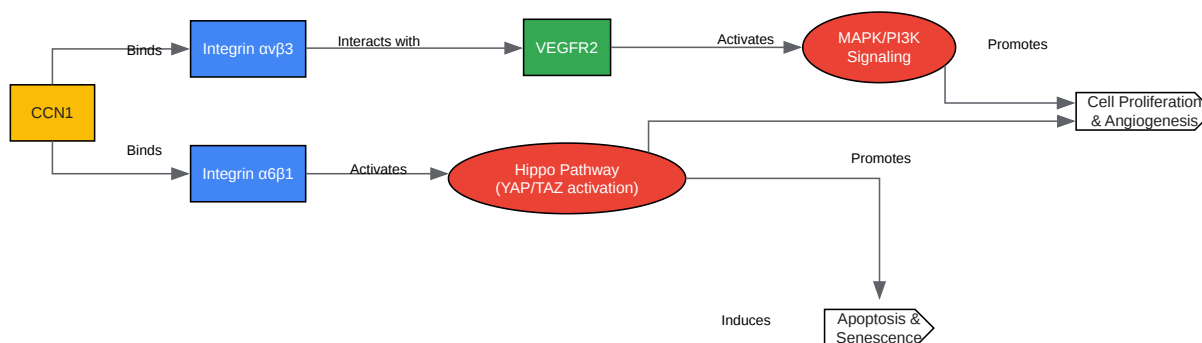 Binds
Integrin αvβ3
Interacts with
VEGFR2
Activates
MAPK/PI3K
Signaling
Promotes
CCN1
Cell Proliferation
& Angiogenesis
Binds
Integrin α6β1
Activates
Hippo Pathway
(YAP/TAZ activation)
Promotes
Induces
Apoptosis &
Senescence